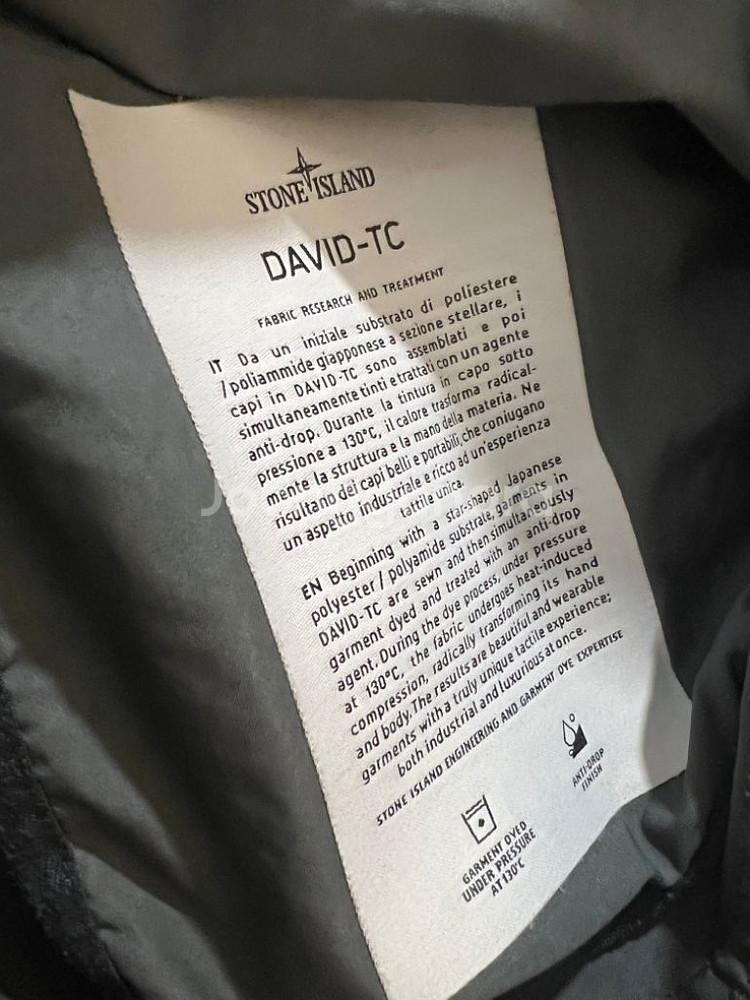 STONE ISLAND
DAVID-TC
FABRIC RESEARCH AND TREATMENT
IT Da un iniziale substrato di poliestere
/poliammide giapponese a sezione stellare, i
capi in DAVID-TC sono assemblati e poi
simultaneamente tinti e trattati con un agente
anti-drop. Durante la tintura in capo sotto
pressione a 130°C, il calore trasforma radical-
mente la struttura e la mano della materia. Ne
risultano dei capi belli e portabili, che coniugano
un aspetto industriale e ricco ad un'esperienza
tattile unica.
EN Beginning with a star-shaped Japanese
polyester / polyamide substrate, garments in
DAVID-TC are sewn and then simultaneously
garment dyed and treated with an anti-drop
agent. During the dye process, under pressure
at 130°C, the fabric undergoes heat-induced
compression, radically transforming its hand
and body. The results are beautiful and wearable
garments with a truly unique tactile experience;
both industrial and luxurious at once.
STONE ISLAND ENGINEERING AND GARMENT DYE EXPERTISE
ANTI-DROP
FINISH
GARMENT DYED
UNDER PRESSURE
AT 130°C